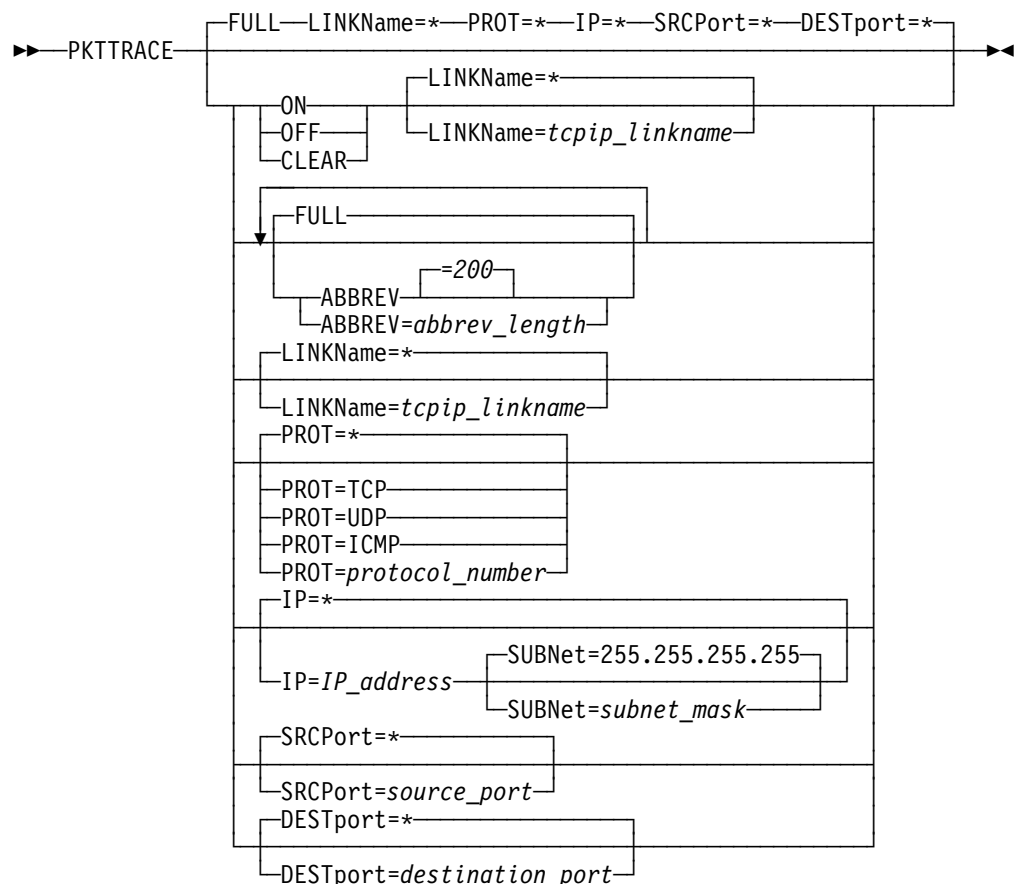 FULL LINKName=* PROT=* IP=* SRCPort=* DESTport=*
PKTTRACE
LINKName=*
ON
OFF
LINKName=tcpip_linkname
CLEAR
FULL
=200
ABBREV
ABBREV=abbrev_length
LINKName=*
LINKName=tcpip_linkname
PROT=*
PROT=TCP
PROT=UDP
PROT=ICMP
PROT=protocol_number
IP=*
SUBNet=255.255.255.255
IP=IP_address
SUBNet=subnet_mask
SRCPort=*
SRCPort=source_port
DESTport=*
DESTport=destination_port